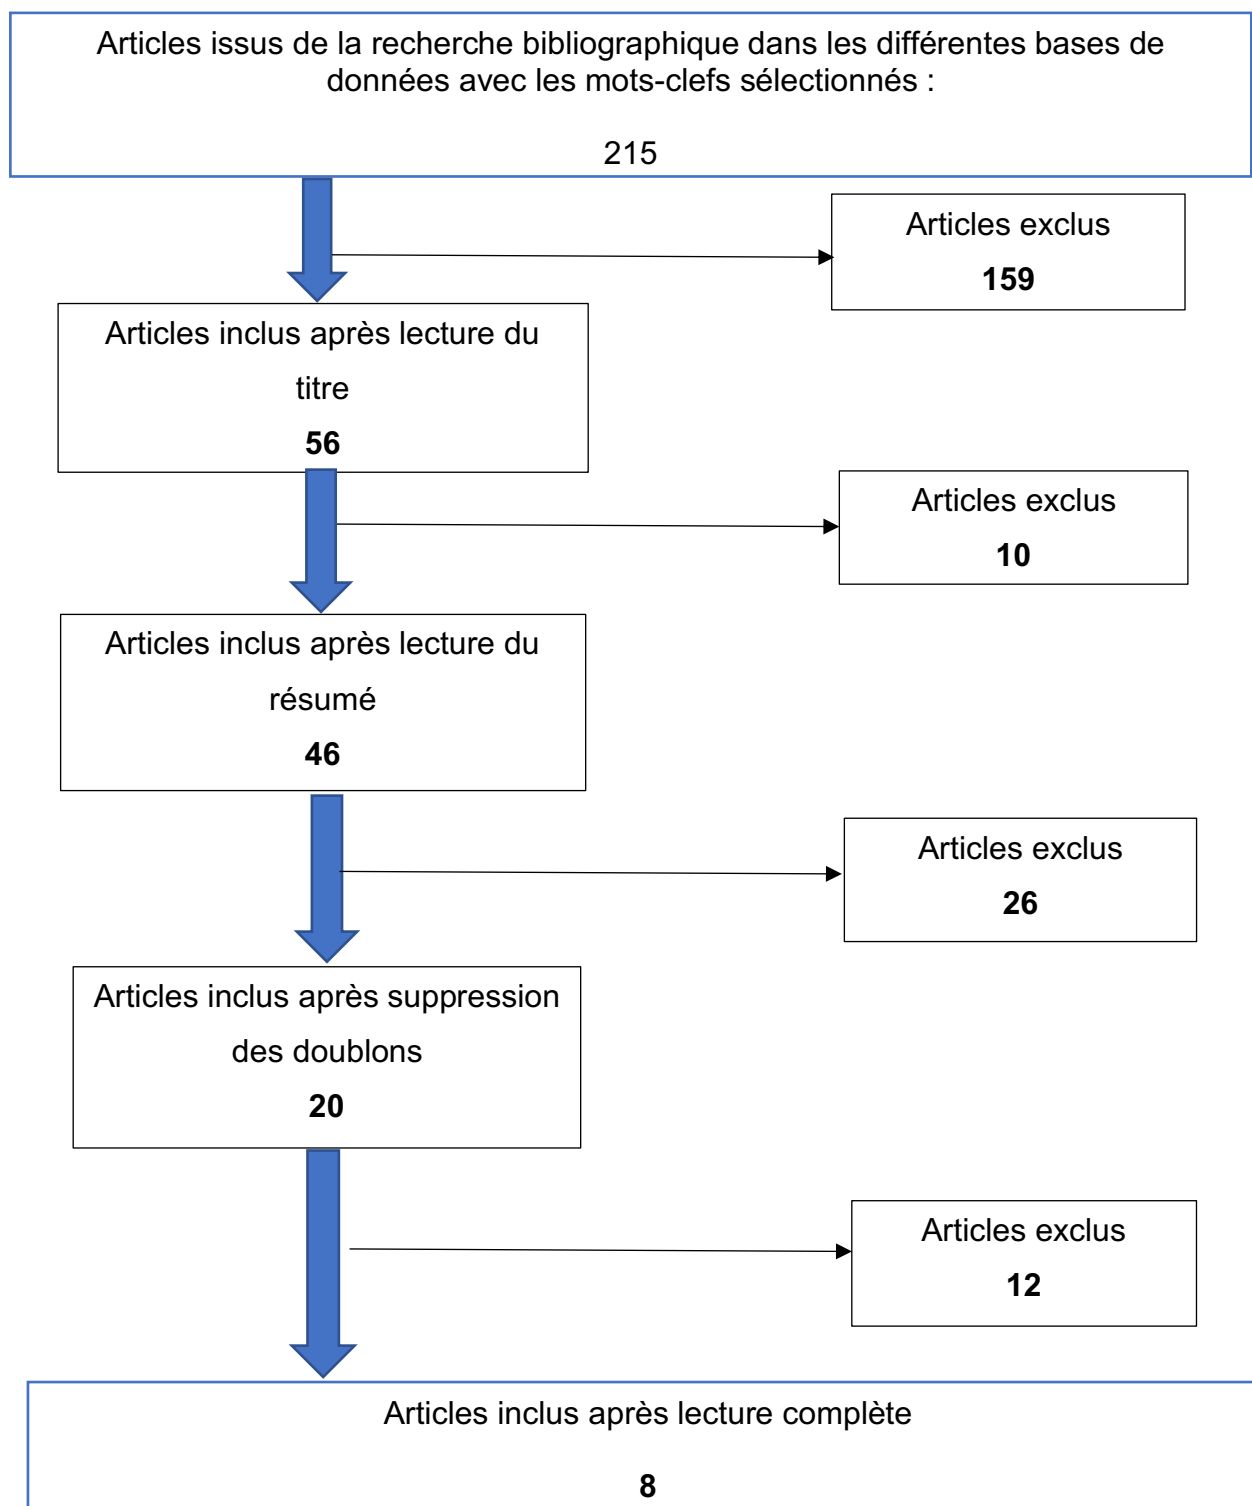 Articles issus de la recherche bibliographique dans les différentes bases de
données avec les mots-clefs sélectionnés :
215
Articles exclus
159
Articles inclus après lecture du
titre
56
Articles exclus
10
Articles inclus après lecture du
résumé
46
Articles exclus
26
Articles inclus après suppression
des doublons
20
Articles exclus
12
Articles inclus après lecture complète
8